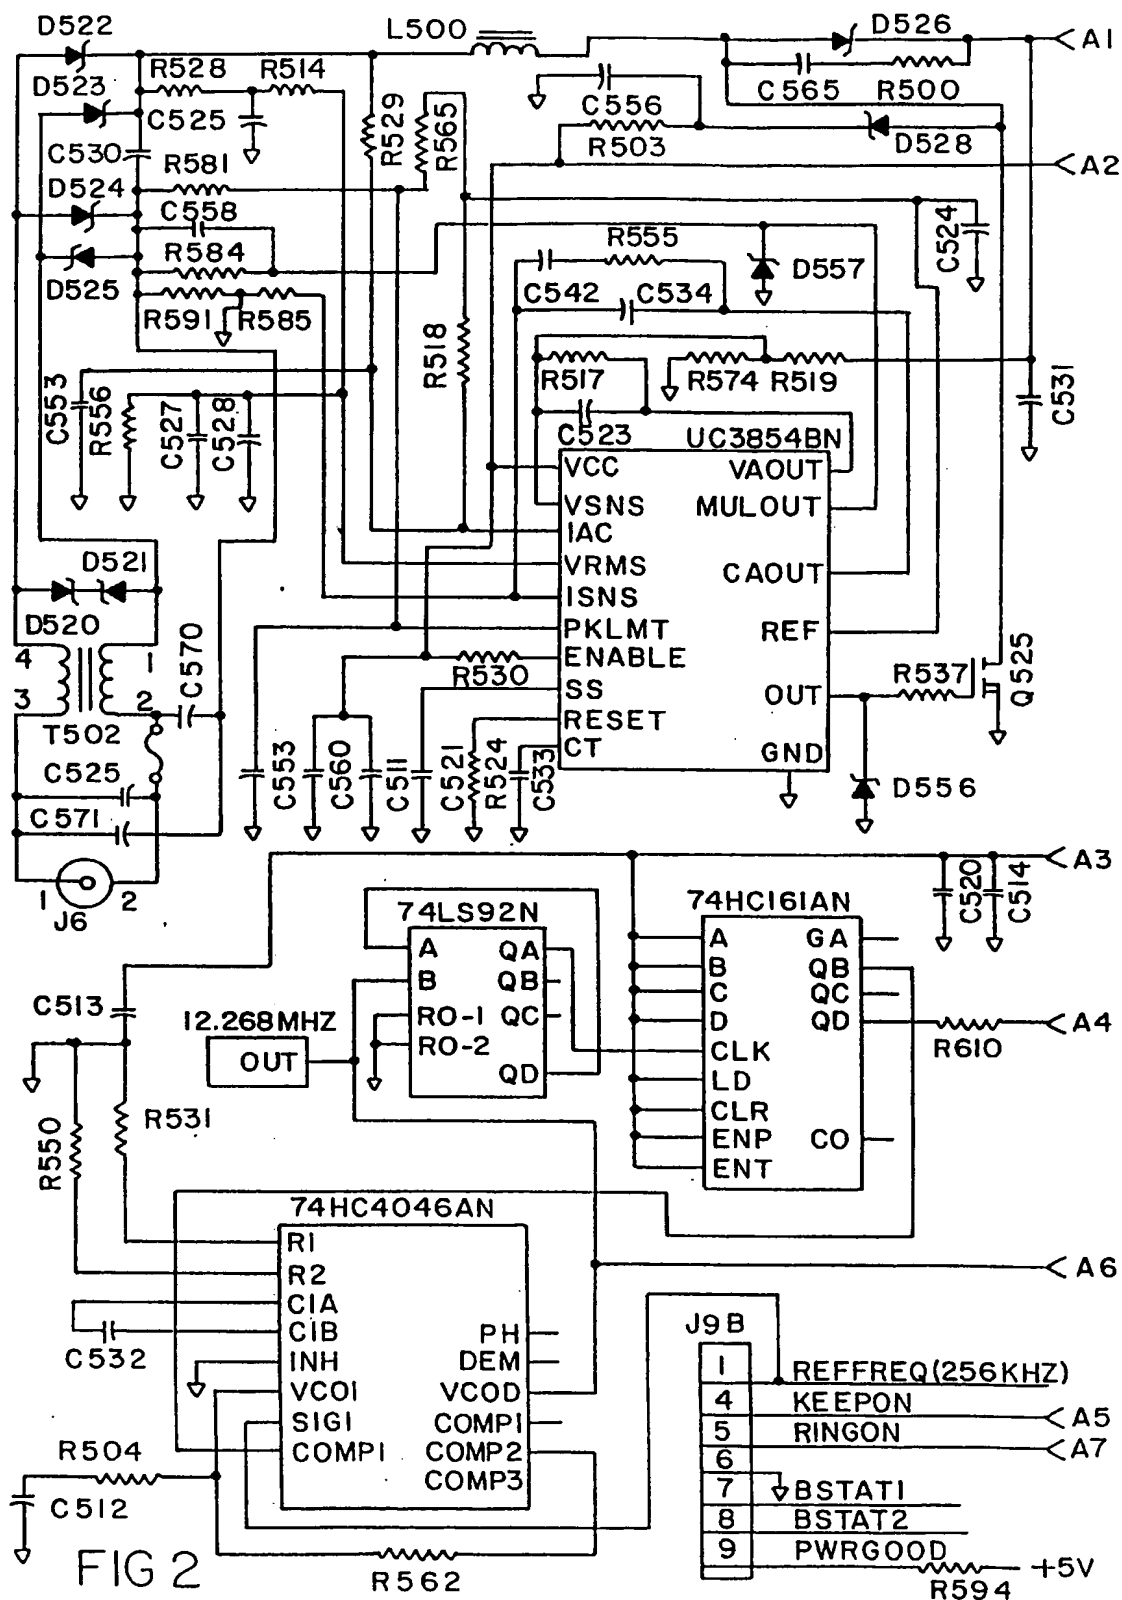 D522
L500
D526
A1
D523
R528
R514
C565
R500
C525
R529
R565
C556
C530
R581
R503
D528
A2
D524
C558
R584
R555
C524
D557
D525
C542
C534
R591
R585
R518
R517
R574
R519
C531
C553
R556
C527
C528
C523
UC3854BN
VCC
VAOUT
VSNS
MULOUT
IAC
VRMS
CAOUT
ISNS
PKLMT
REF
ENABLE
SS
OUT
RESET
CT
GND
D521
D520
4
1
C570
R530
R537
Q525
3
2
T502
C525
C553
C560
C511
C521
R524
C533
D556
C571
1
2
J6
A3
74LS92N
74HC161AN
C520
C514
A
QA
B
QB
RO-1
QC
RO-2
QD
A
GA
B
QB
C
QC
D
QD
CLK
LD
CLR
ENP
CO
ENT
C513
12.268MHZ
OUT
A4
R610
R550
R531
74HC4046AN
R1
R2
C1A
C1B
PH
INH
DEM
VCO1
VCOD
SIG1
COMP1
COMP1
COMP2
COMP3
A6
C532
J9B
1 REFFREQ(256KHZ)
4 KEEPON
A5
5 RINGON
A7
6
7 BSTAT1
8 BSTAT2
9 PWRGOOD
+5V
R594
R504
C512
R562
FIG 2